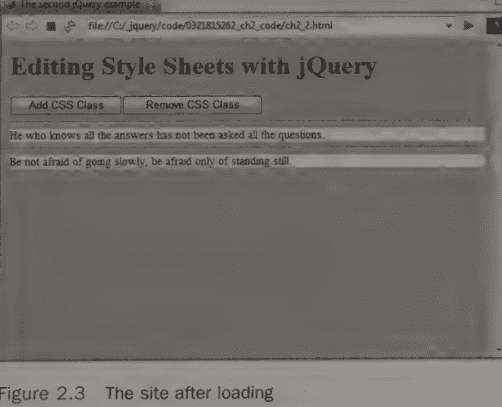 The second jQuery example
file://C:/_jquery/code/0321815262_ch2_code/ch2_2.html
Editing Style Sheets with jQuery
Add CSS Class Remove CSS Class
He who knows all the answers has not been asked all the questions.
Be not afraid of going slowly, be afraid only of standing still.
Figure 2.3 The site after loading